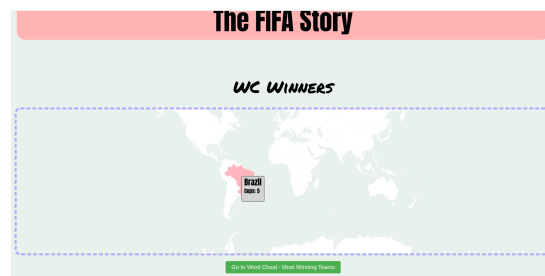 The FIFA Story
WC Winners
Brazil
Cups: 5
Go to Word Cloud - Most Winning Teams